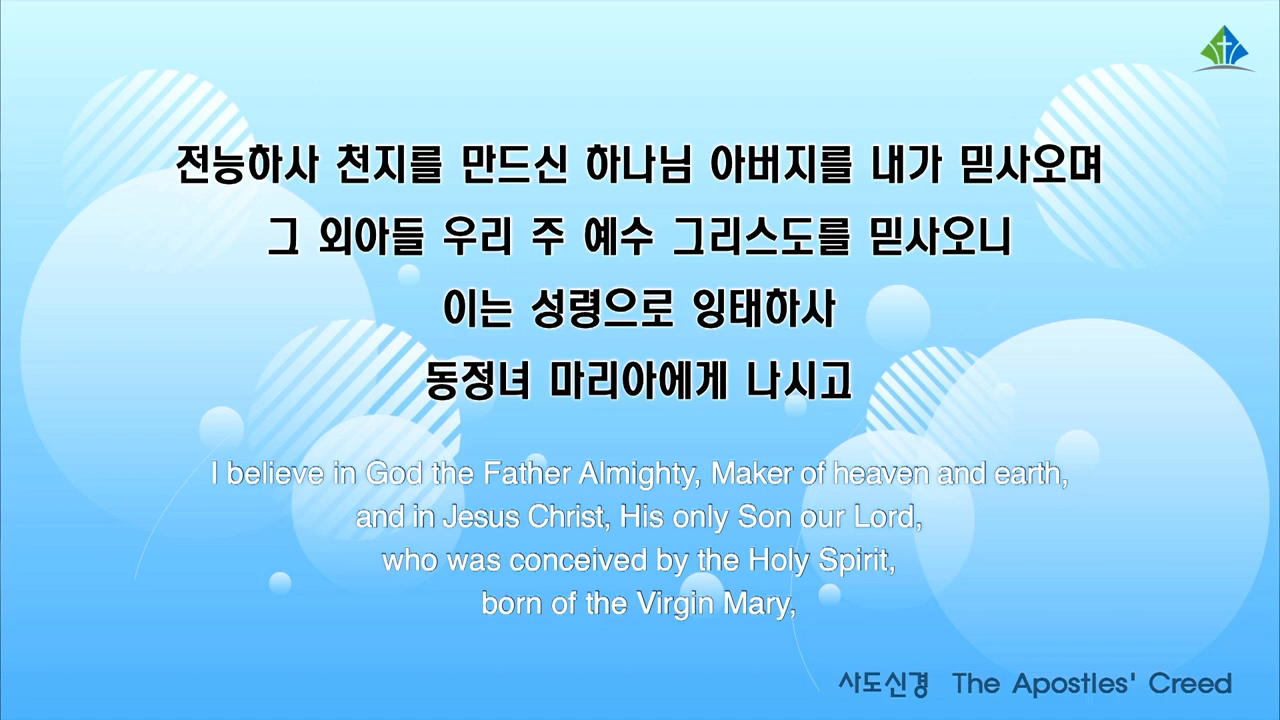 전능하사 천지를 만드신 하나님 아버지를 내가 믿사오며
그 외아들 우리 주 예수 그리스도를 믿사오니
이는 성령으로 잉태하사
동정녀 마리아에게 나시고
I believe in God the Father Almighty, Maker of heaven and earth,
and in Jesus Christ, His only Son our Lord,
who was conceived by the Holy Spirit,
born of the Virgin Mary,
사도신경 The Apostles' Creed